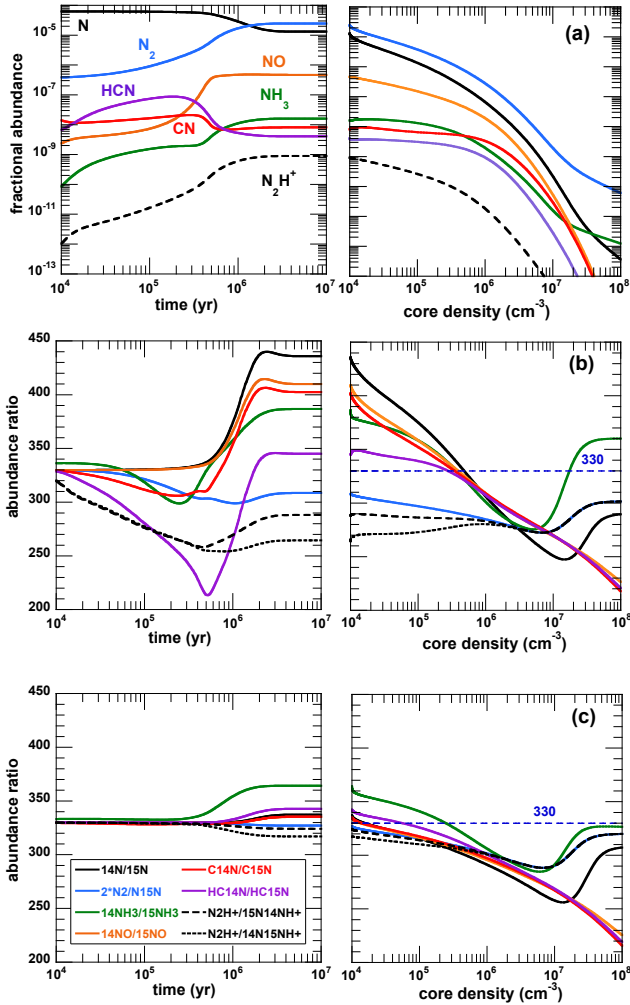 fractional abundance
10^-5
10^-7
10^-9
10^-11
10^-13
N
N2
NO
HCN
NH3
CN
N2H+
10^4 10^5 10^6 10^7
time (yr)
(a)
10^4 10^5 10^6 10^7 10^8
core density (cm^-3)
abundance ratio
450
400
350
300
250
200
10^4 10^5 10^6 10^7
time (yr)
(b)
330
10^4 10^5 10^6 10^7 10^8
core density (cm^-3)
abundance ratio
450
400
350
300
250
200
14N/15N C14N/C15N
2*N2/N15N HC14N/HC15N
14NH3/15NH3 N2H+/15N14NH+
14NO/15NO N2H+/14N15NH+
10^4 10^5 10^6 10^7
time (yr)
(c)
330
10^4 10^5 10^6 10^7 10^8
core density (cm^-3)